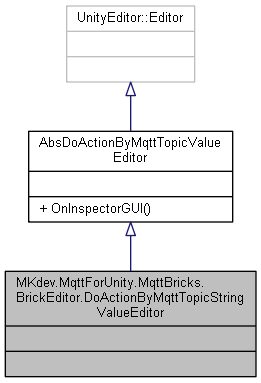 UnityEditor::Editor
AbsDoActionByMqttTopicValue
Editor
+ OnInspectorGUI()
MKdev.MqttForUnity.MqttBricks.
BrickEditor.DoActionByMqttTopicString
ValueEditor